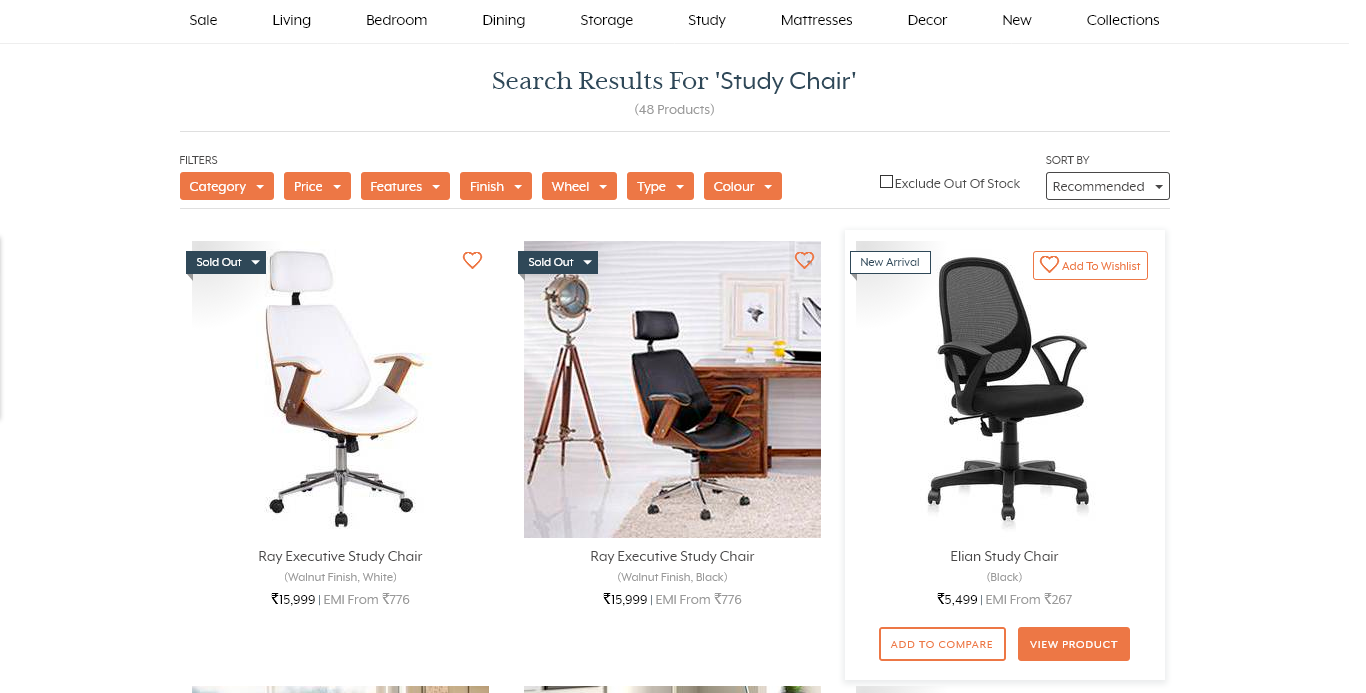 Sale Living Bedroom Dining Storage Study Mattresses Decor New Collections
Search Results For 'Study Chair'
(48 Products)
FILTERS
SORT BY
Category Price Features Finish Wheel Type Colour
Exclude Out Of Stock
Recommended
Sold Out
Sold Out
New Arrival
Add To Wishlist
Ray Executive Study Chair
(Walnut Finish, White)
₹15,999 | EMI From ₹776
Ray Executive Study Chair
(Walnut Finish, Black)
₹15,999 | EMI From ₹776
Elian Study Chair
(Black)
₹5,499 | EMI From ₹267
ADD TO COMPARE
VIEW PRODUCT